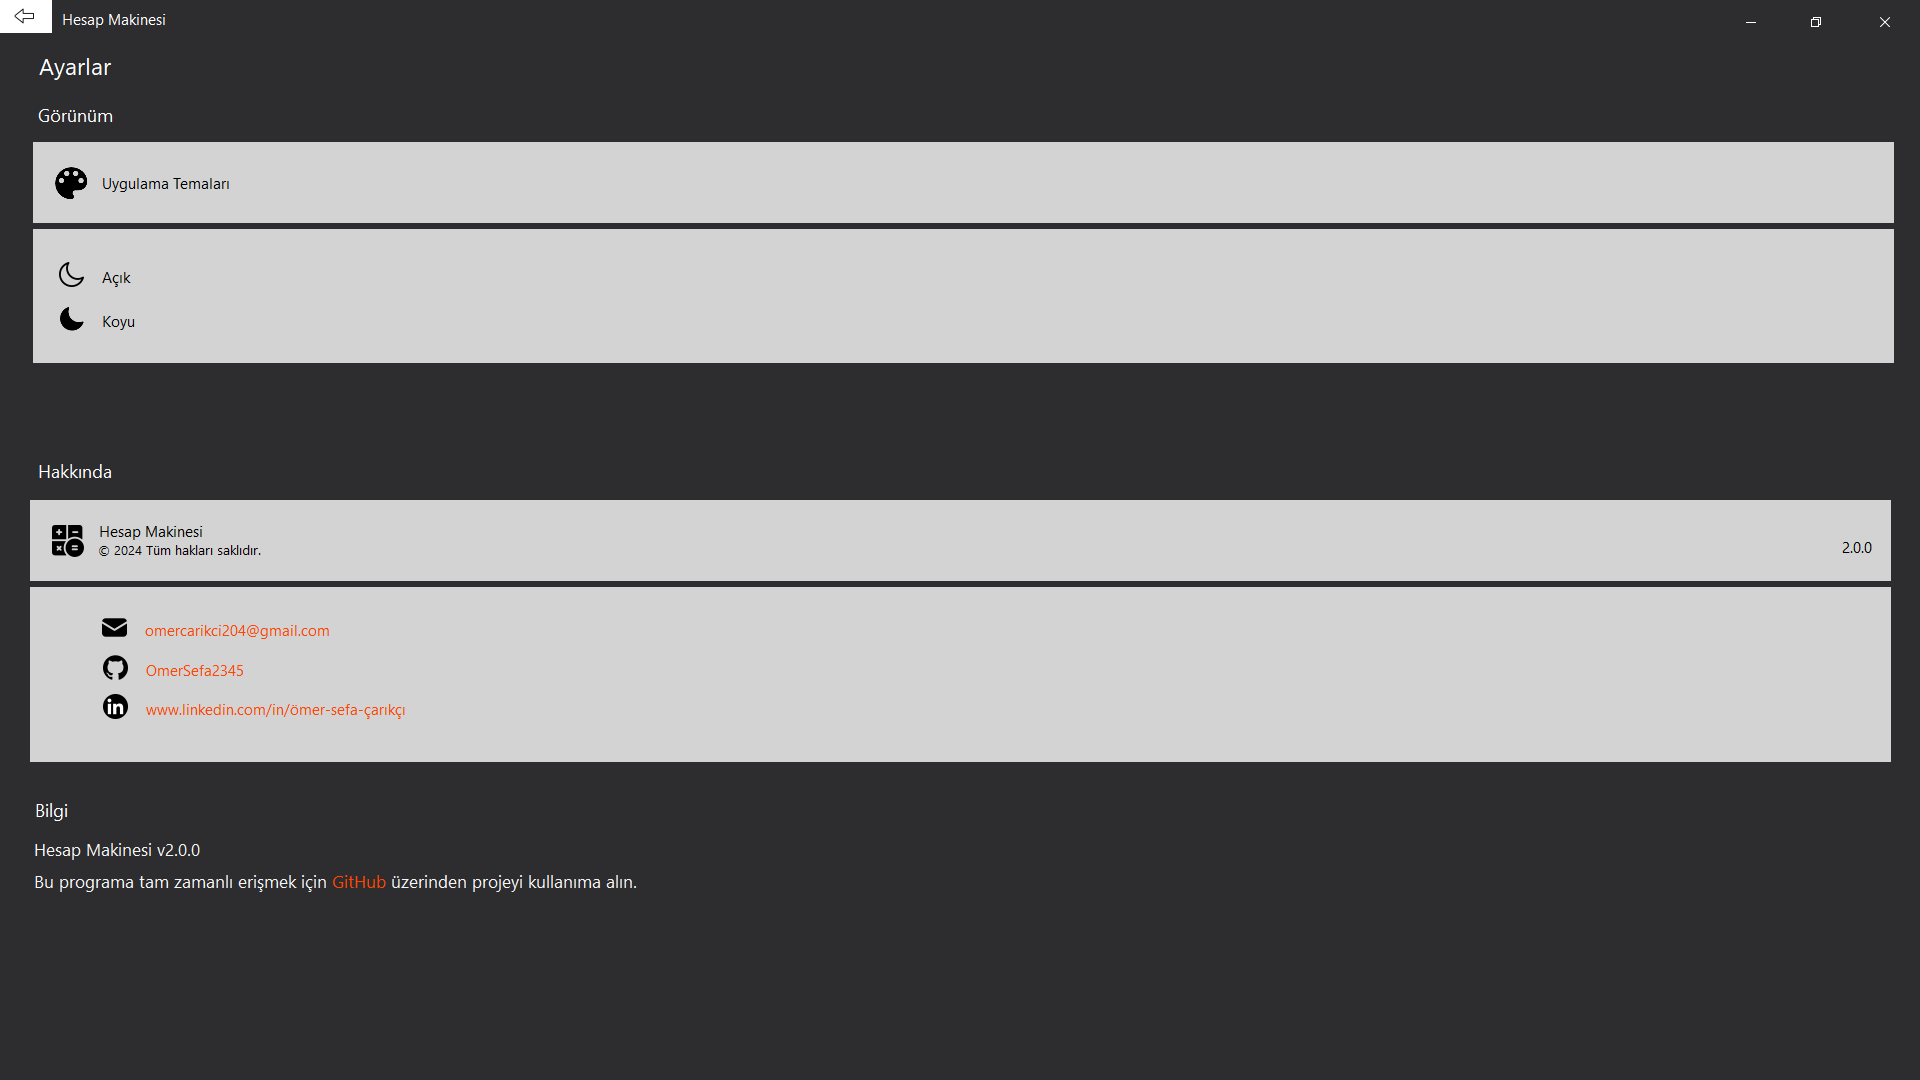 Hesap Makinesi
Ayarlar
Görünüm
Uygulama Temaları
Açık
Koyu
Hakkında
Hesap Makinesi
© 2024 Tüm hakları saklıdır.
2.0.0
omercarikci204@gmail.com
OmerSefa2345
www.linkedin.com/in/ömer-sefa-çarıkçı
Bilgi
Hesap Makinesi v2.0.0
Bu programa tam zamanlı erişmek için GitHub üzerinden projeyi kullanıma alın.